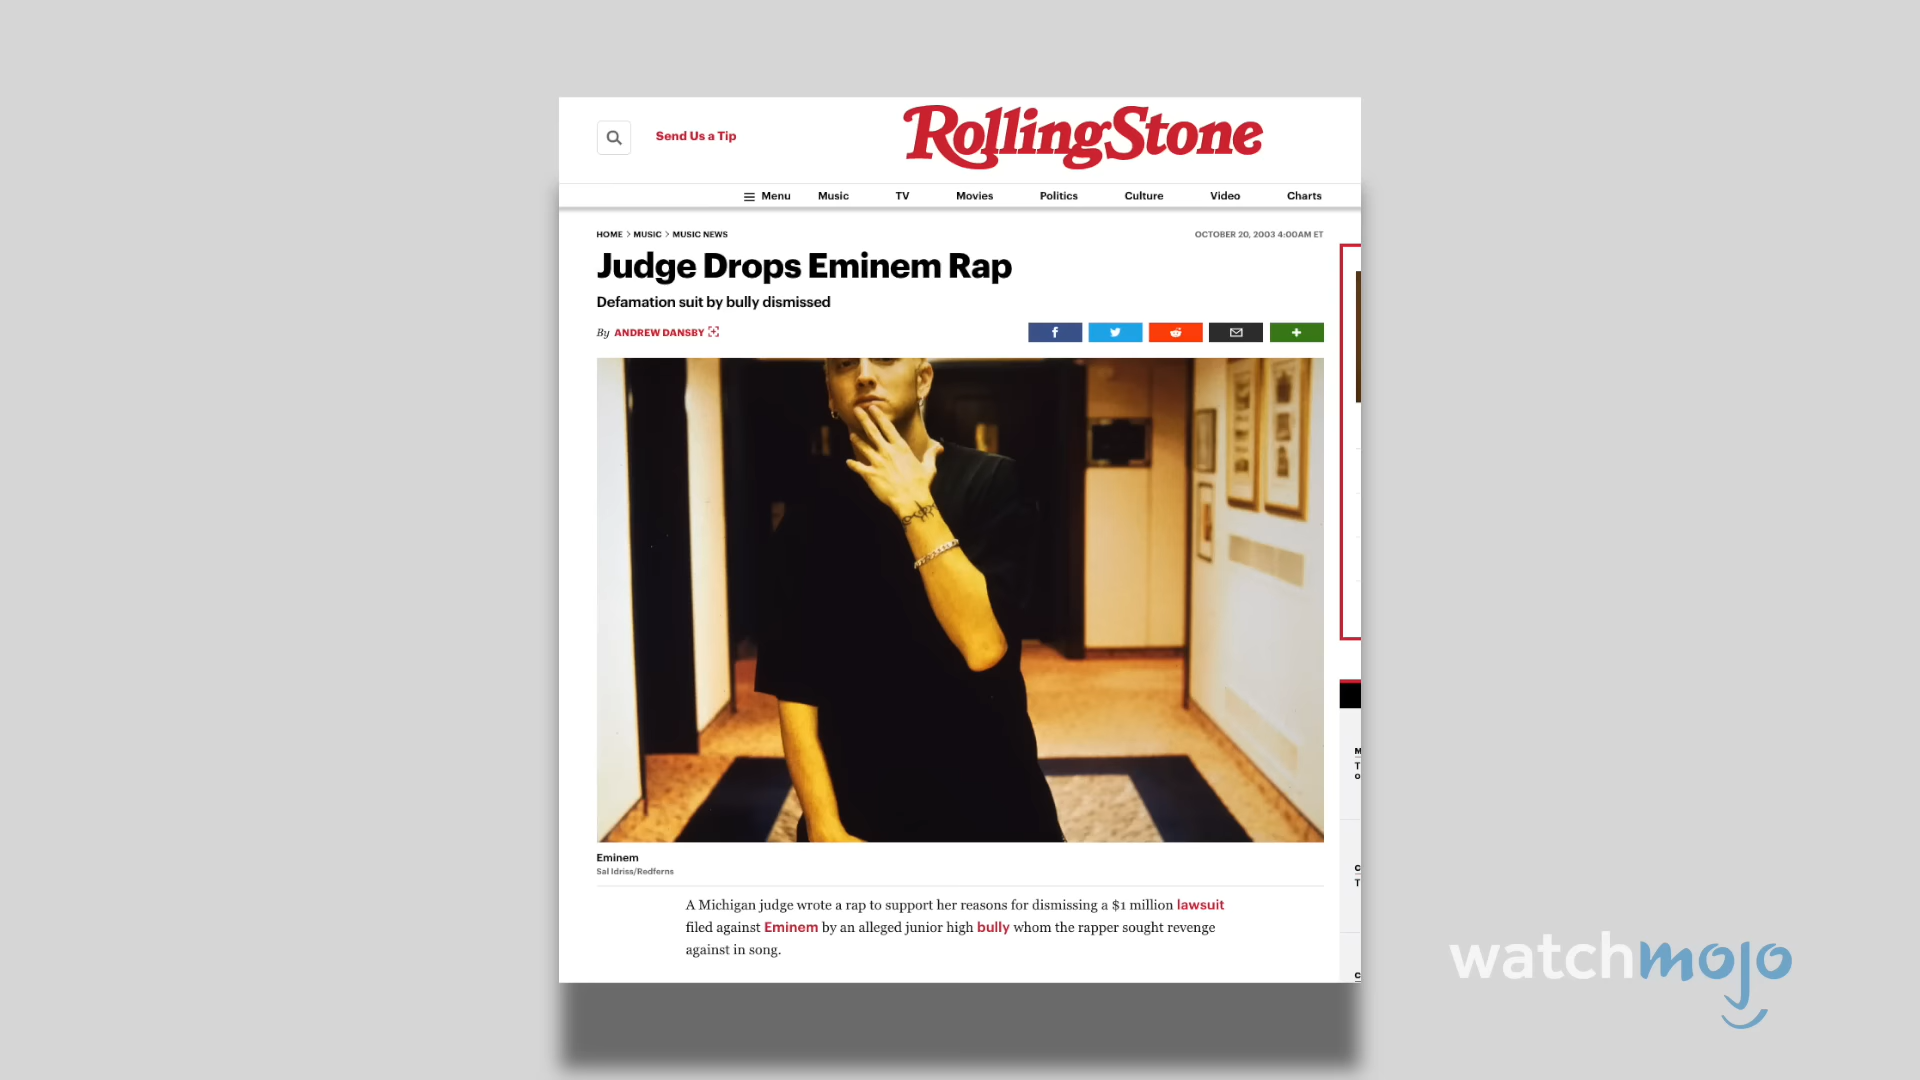 Send Us a Tip
RollingStone
Menu Music TV Movies Politics Culture Video Charts
HOME > MUSIC > MUSIC NEWS
OCTOBER 20, 2003 4:00AM ET
Judge Drops Eminem Rap
Defamation suit by bully dismissed
By ANDREW DANSBY
Eminem
Sal Idriss/Redferns
A Michigan judge wrote a rap to support her reasons for dismissing a $1 million lawsuit
filed against Eminem by an alleged junior high bully whom the rapper sought revenge
against in song.
watchmojo